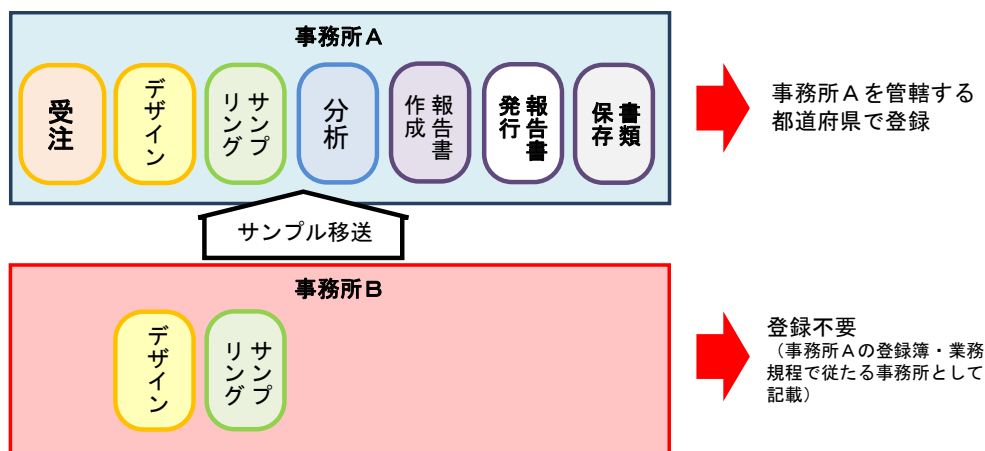 事務所Ａ
受注
デザイン
サンプリング
分析
報告書作成
報告書発行
書類保存
事務所Ａを管轄する
都道府県で登録
サンプル移送
事務所Ｂ
デザイン
サンプリング
登録不要
（事務所Ａの登録簿・業務
規程で従たる事務所として
記載）